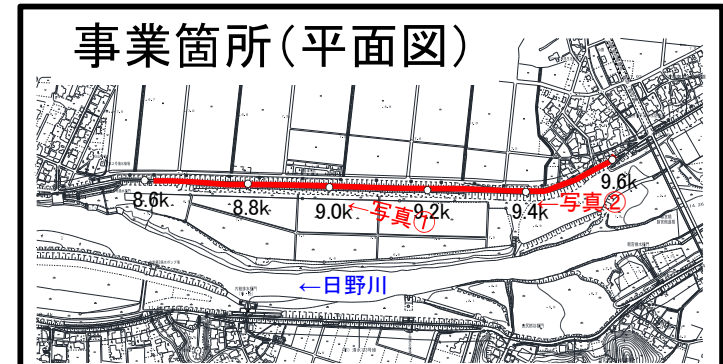 事業箇所(平面図)
9.6k
8.6k
8.8k
9.0k
←写真①
9.2k
9.4k
←写真②
←日野川